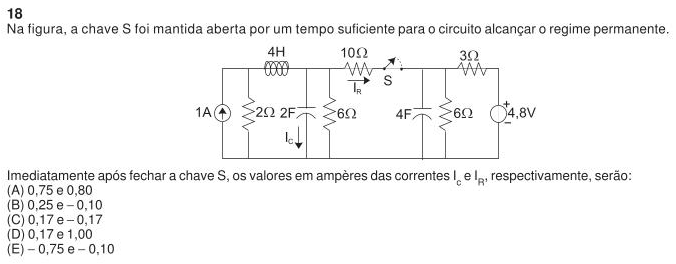 18
Na figura, a chave S foi mantida aberta por um tempo suficiente para o circuito alcançar o regime permanente.
4H 10Ω 3Ω
I_R S
1A 2Ω 2F 6Ω 4F 6Ω + 4,8V −
I_c
Imediatamente após fechar a chave S, os valores em ampères das correntes I_c e I_R, respectivamente, serão:
(A) 0,75 e 0,80
(B) 0,25 e – 0,10
(C) 0,17 e – 0,17
(D) 0,17 e 1,00
(E) – 0,75 e – 0,10